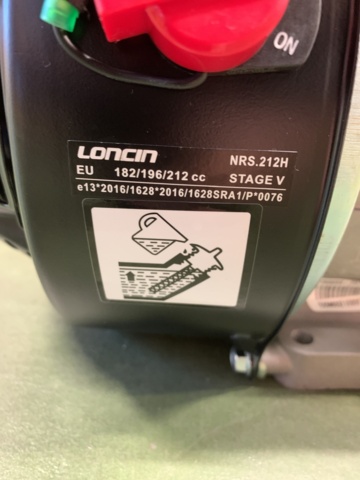 ON
LONCIN NRS.212H
EU 182/196/212 cc STAGE V
e13*2016/1628*2016/1628SRA1/P*0076